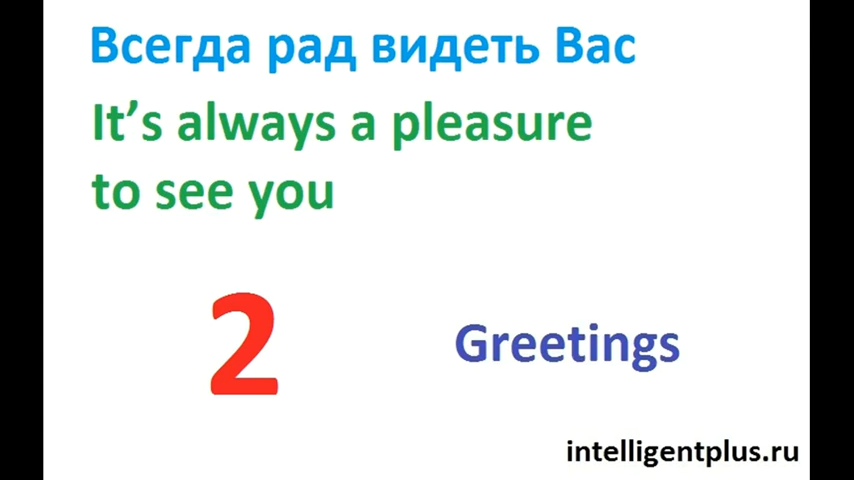 Всегда рад видеть Вас
It’s always a pleasure
to see you
2
Greetings
intelligentplus.ru